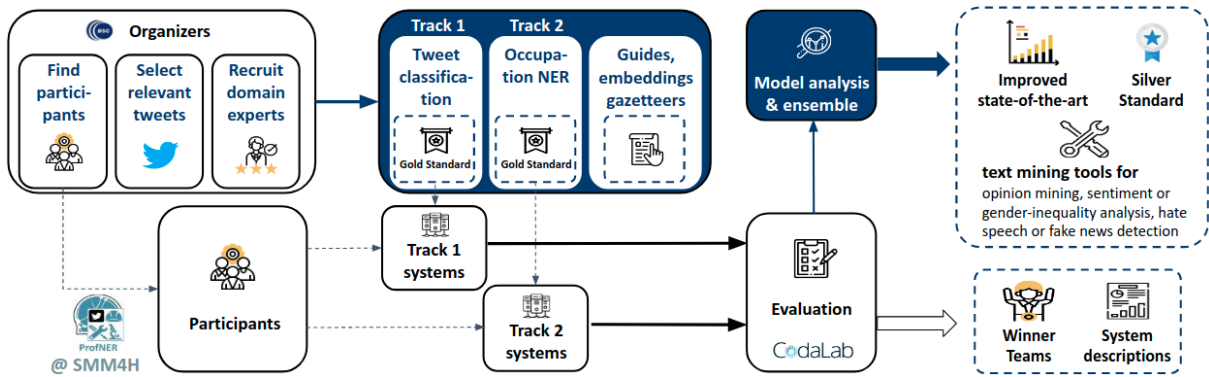 BSC
Organizers
Find
partici-
pants
Select
relevant
tweets
Recruit
domain
experts
Track 1
Tweet
classifica-
tion
Gold Standard
Track 2
Occupa-
tion NER
Gold Standard
Guides,
embeddings
gazetteers
Model analysis
& ensemble
Improved
state-of-the-art
Silver
Standard
text mining tools for
opinion mining, sentiment or
gender-inequality analysis, hate
speech or fake news detection
Participants
Track 1
systems
Track 2
systems
Evaluation
CodaLab
Winner
Teams
System
descriptions
ProfNER
@ SMM4H